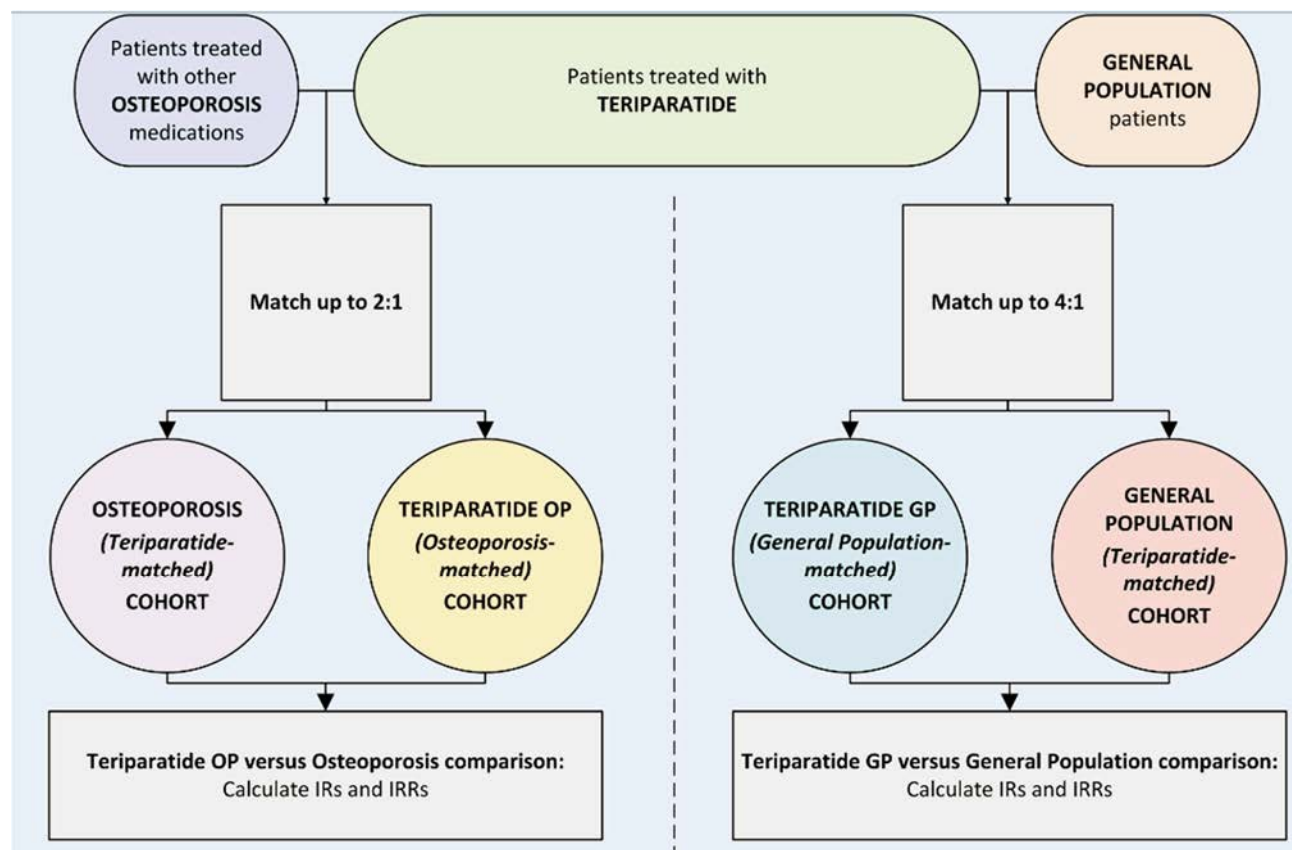 Patients treated
with other
OSTEOPOROSIS
medications
Patients treated with
TERIPARATIDE
GENERAL
POPULATION
patients
Match up to 2:1
Match up to 4:1
OSTEOPOROSIS
(Teriparatide-
matched)
COHORT
TERIPARATIDE OP
(Osteoporosis-
matched)
COHORT
TERIPARATIDE GP
(General Population-
matched)
COHORT
GENERAL
POPULATION
(Teriparatide-
matched)
COHORT
Teriparatide OP versus Osteoporosis comparison:
Calculate IRs and IRRs
Teriparatide GP versus General Population comparison:
Calculate IRs and IRRs